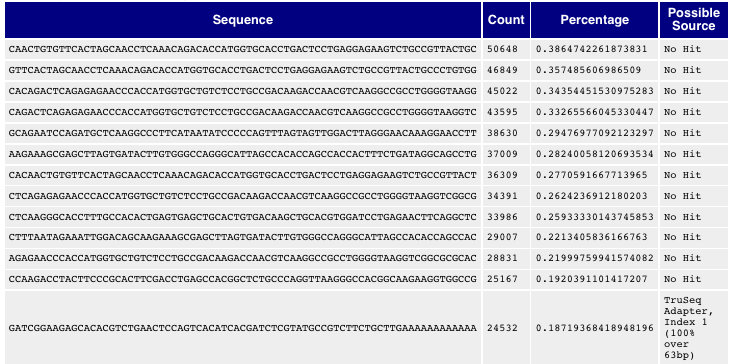 Sequence Count Percentage Possible Source
CAACTGTGTTCACTAGCAACCTCAAACAGACACCATGGTGCACCTGACTCCTGAGGAGAAGTCTGCCGTTACTGC 50648 0.3864742261873831 No Hit
GTTCACTAGCAACCTCAAACAGACACCATGGTGCACCTGACTCCTGAGGAGAAGTCTGCCGTTACTGCCCTGTGG 46849 0.357485606986509 No Hit
CACAGACTCAGAGAGAACCCACCATGGTGCTGTCTCCTGCCGACAAGACCAACGTCAAGGCCGCCTGGGGTAAGG 45022 0.34354451530975283 No Hit
CAGACTCAGAGAGAACCCACCATGGTGCTGTCTCCTGCCGACAAGACCAACGTCAAGGCCGCCTGGGGTAAGGTC 43595 0.33265566045330447 No Hit
GCAGAATCCAGATGCTCAAGGCCCTTCATAATATCCCCCAGTTTAGTAGTTGGACTTAGGGAACAAAGGAACCTT 38630 0.29476977092123297 No Hit
AAGAAAGCGAGCTTAGTGATACTTGTGGGCCAGGGCATTAGCCACACCAGCCACCACTTTCTGATAGGCAGCCTG 37009 0.28240058120693534 No Hit
CACAACTGTGTTCACTAGCAACCTCAAACAGACACCATGGTGCACCTGACTCCTGAGGAGAAGTCTGCCGTTACT 36309 0.2770591667713965 No Hit
CTCAGAGAGAACCCACCATGGTGCTGTCTCCTGCCGACAAGACCAACGTCAAGGCCGCCTGGGGTAAGGTCGGCG 34391 0.2624236912180203 No Hit
CTCAAGGGCACCTTTGCCACACTGAGTGAGCTGCACTGTGACAAGCTGCACGTGGATCCTGAGAACTTCAGGCTC 33986 0.25933330143745853 No Hit
CTTTAATAGAAATTGGACAGCAAGAAAGCGAGCTTAGTGATACTTGTGGGCCAGGGCATTAGCCACACCAGCCAC 29007 0.2213405836166763 No Hit
AGAGAACCCACCATGGTGCTGTCTCCTGCCGACAAGACCAACGTCAAGGCCGCCTGGGGTAAGGTCGGCGCGCAC 28831 0.21999759941574082 No Hit
CCAAGACCTACTTCCCGCACTTCGACCTGAGCCACGGCTCTGCCCAGGTTAAGGGCCACGGCAAGAAGGTGGCCG 25167 0.1920391101417207 No Hit
GATCGGAAGAGCACACGTCTGAACTCCAGTCACATCACGATCTCGTATGCCGTCTTCTGCTTGAAAAAAAAAAAA 24532 0.18719368418948196 TruSeq
Adapter,
Index 1
(100%
over
63bp)